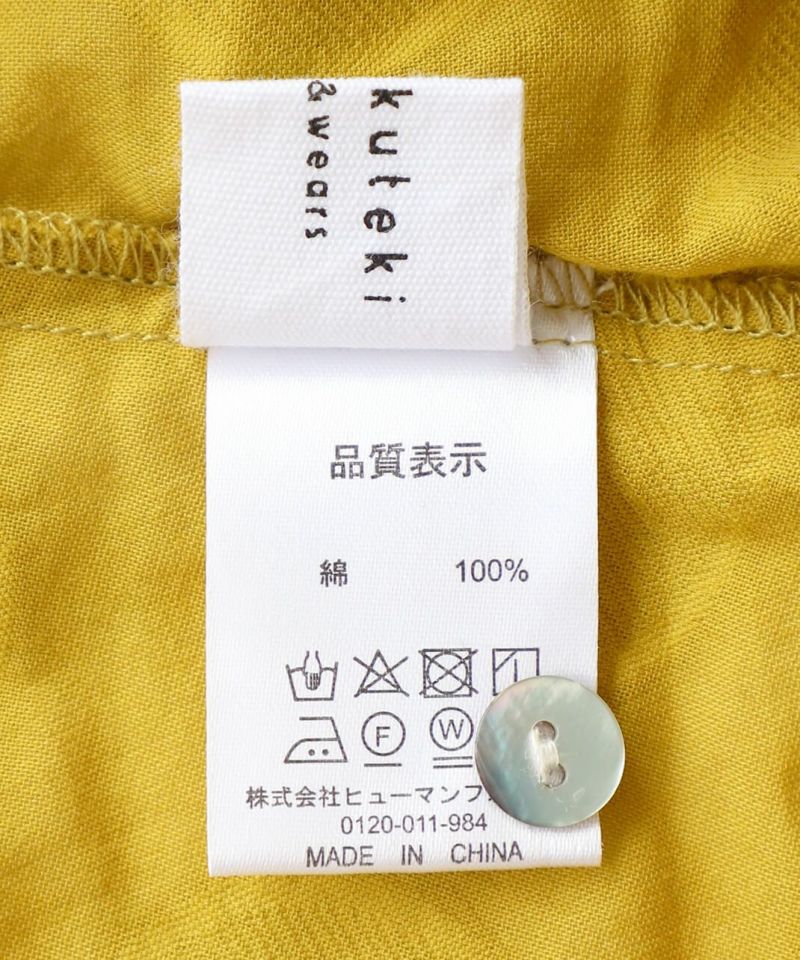 kuteki
&wears
品質表示
綿 100%
F W
株式会社ヒューマンフ
0120-011-984
MADE IN CHINA